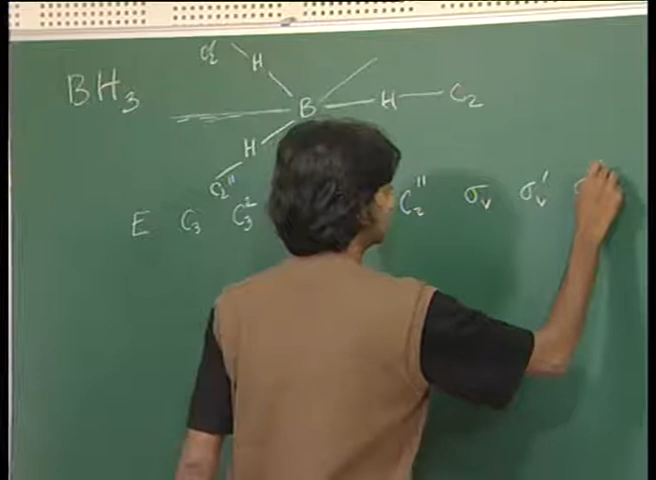 C₂'
H
BH₃
B
H
C₂
H
C₂''
E C₃ C₃² C₂'' σᵥ σᵥ'